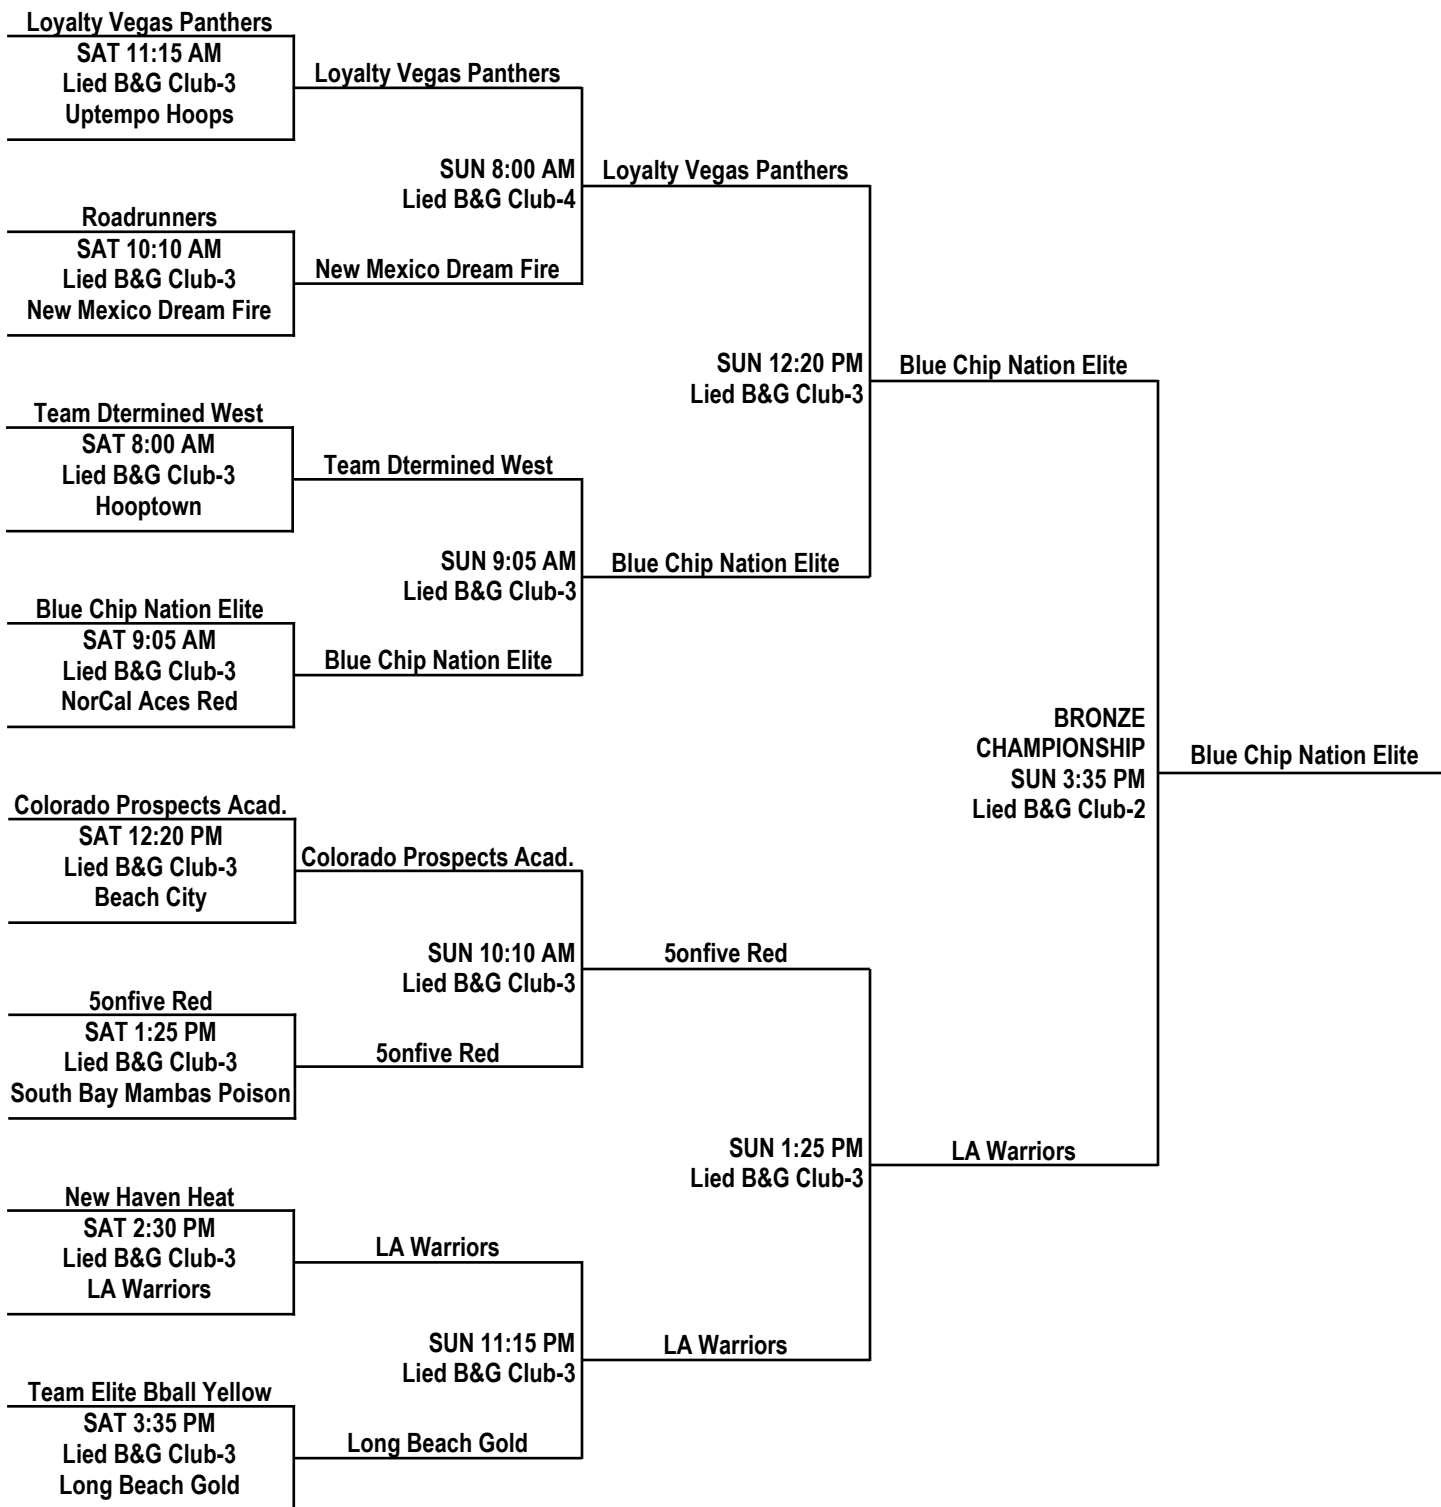 Loyalty Vegas Panthers
SAT 11:15 AM
Lied B&G Club-3
Uptempo Hoops
Loyalty Vegas Panthers
SUN 8:00 AM
Lied B&G Club-4
Loyalty Vegas Panthers
Roadrunners
SAT 10:10 AM
Lied B&G Club-3
New Mexico Dream Fire
New Mexico Dream Fire
SUN 12:20 PM
Lied B&G Club-3
Blue Chip Nation Elite
Team Dtermined West
SAT 8:00 AM
Lied B&G Club-3
Hooptown
Team Dtermined West
SUN 9:05 AM
Lied B&G Club-3
Blue Chip Nation Elite
Blue Chip Nation Elite
SAT 9:05 AM
Lied B&G Club-3
NorCal Aces Red
Blue Chip Nation Elite
BRONZE
CHAMPIONSHIP
SUN 3:35 PM
Lied B&G Club-2
Blue Chip Nation Elite
Colorado Prospects Acad.
SAT 12:20 PM
Lied B&G Club-3
Beach City
Colorado Prospects Acad.
SUN 10:10 AM
Lied B&G Club-3
5onfive Red
5onfive Red
SAT 1:25 PM
Lied B&G Club-3
South Bay Mambas Poison
5onfive Red
SUN 1:25 PM
Lied B&G Club-3
LA Warriors
New Haven Heat
SAT 2:30 PM
Lied B&G Club-3
LA Warriors
LA Warriors
SUN 11:15 PM
Lied B&G Club-3
LA Warriors
Team Elite Bball Yellow
SAT 3:35 PM
Lied B&G Club-3
Long Beach Gold
Long Beach Gold